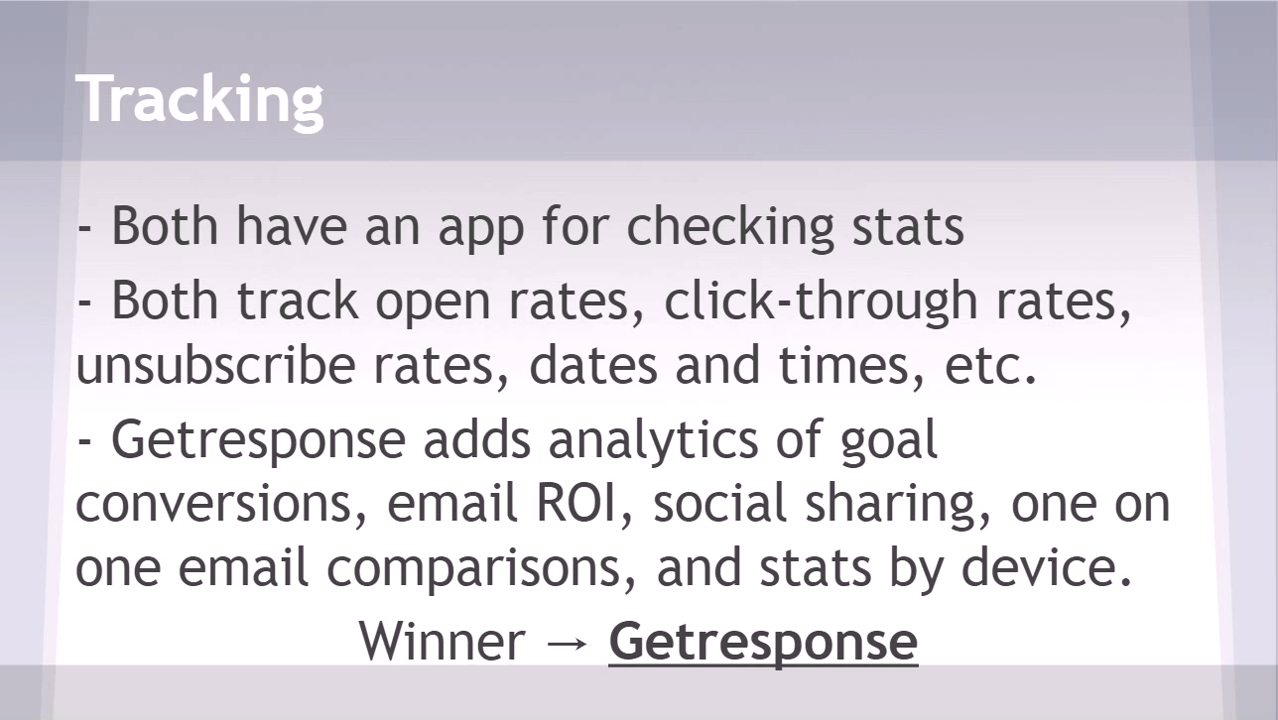 Tracking
- Both have an app for checking stats
- Both track open rates, click-through rates,
unsubscribe rates, dates and times, etc.
- Getresponse adds analytics of goal
conversions, email ROI, social sharing, one on
one email comparisons, and stats by device.
Winner → Getresponse